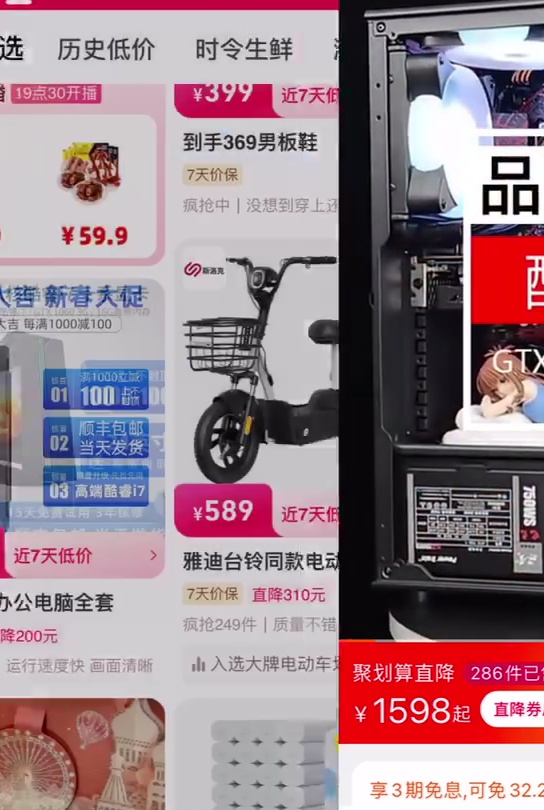 选 历史低价 时令生鲜
19点30开播
¥59.9
¥399
近7天低
到手369男板鞋
7天价保
疯抢中 | 没想到穿上还
新春大促
每满1000减100
01
满1000立减
100
02
顺丰包邮
当天发货
03
高端酷睿i7
近7天低价
办公电脑全套
降200元
运行速度快 画面清晰
斯洛克
¥589
近7天低
雅迪台铃同款电动
7天价保 直降310元
疯抢249件 | 质量不错
入选大牌电动车
品
配
GTX
750WS
聚划算直降 286件已
¥1598起
直降券
享3期免息,可免32.2